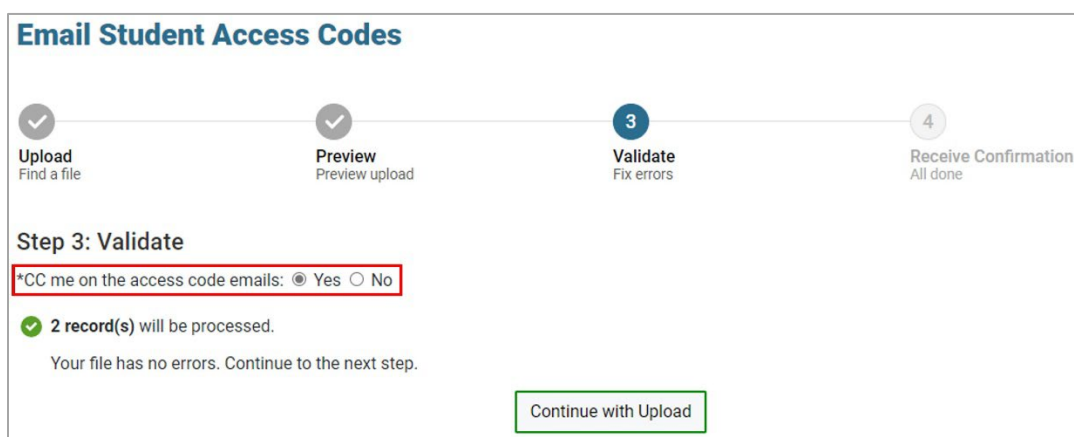 Email Student Access Codes
3
4
Upload
Preview
Validate
Receive Confirmation
Find a file
Preview upload
Fix errors
All done
Step 3: Validate
*CC me on the access code emails: Yes No
2 record(s) will be processed.
Your file has no errors. Continue to the next step.
Continue with Upload